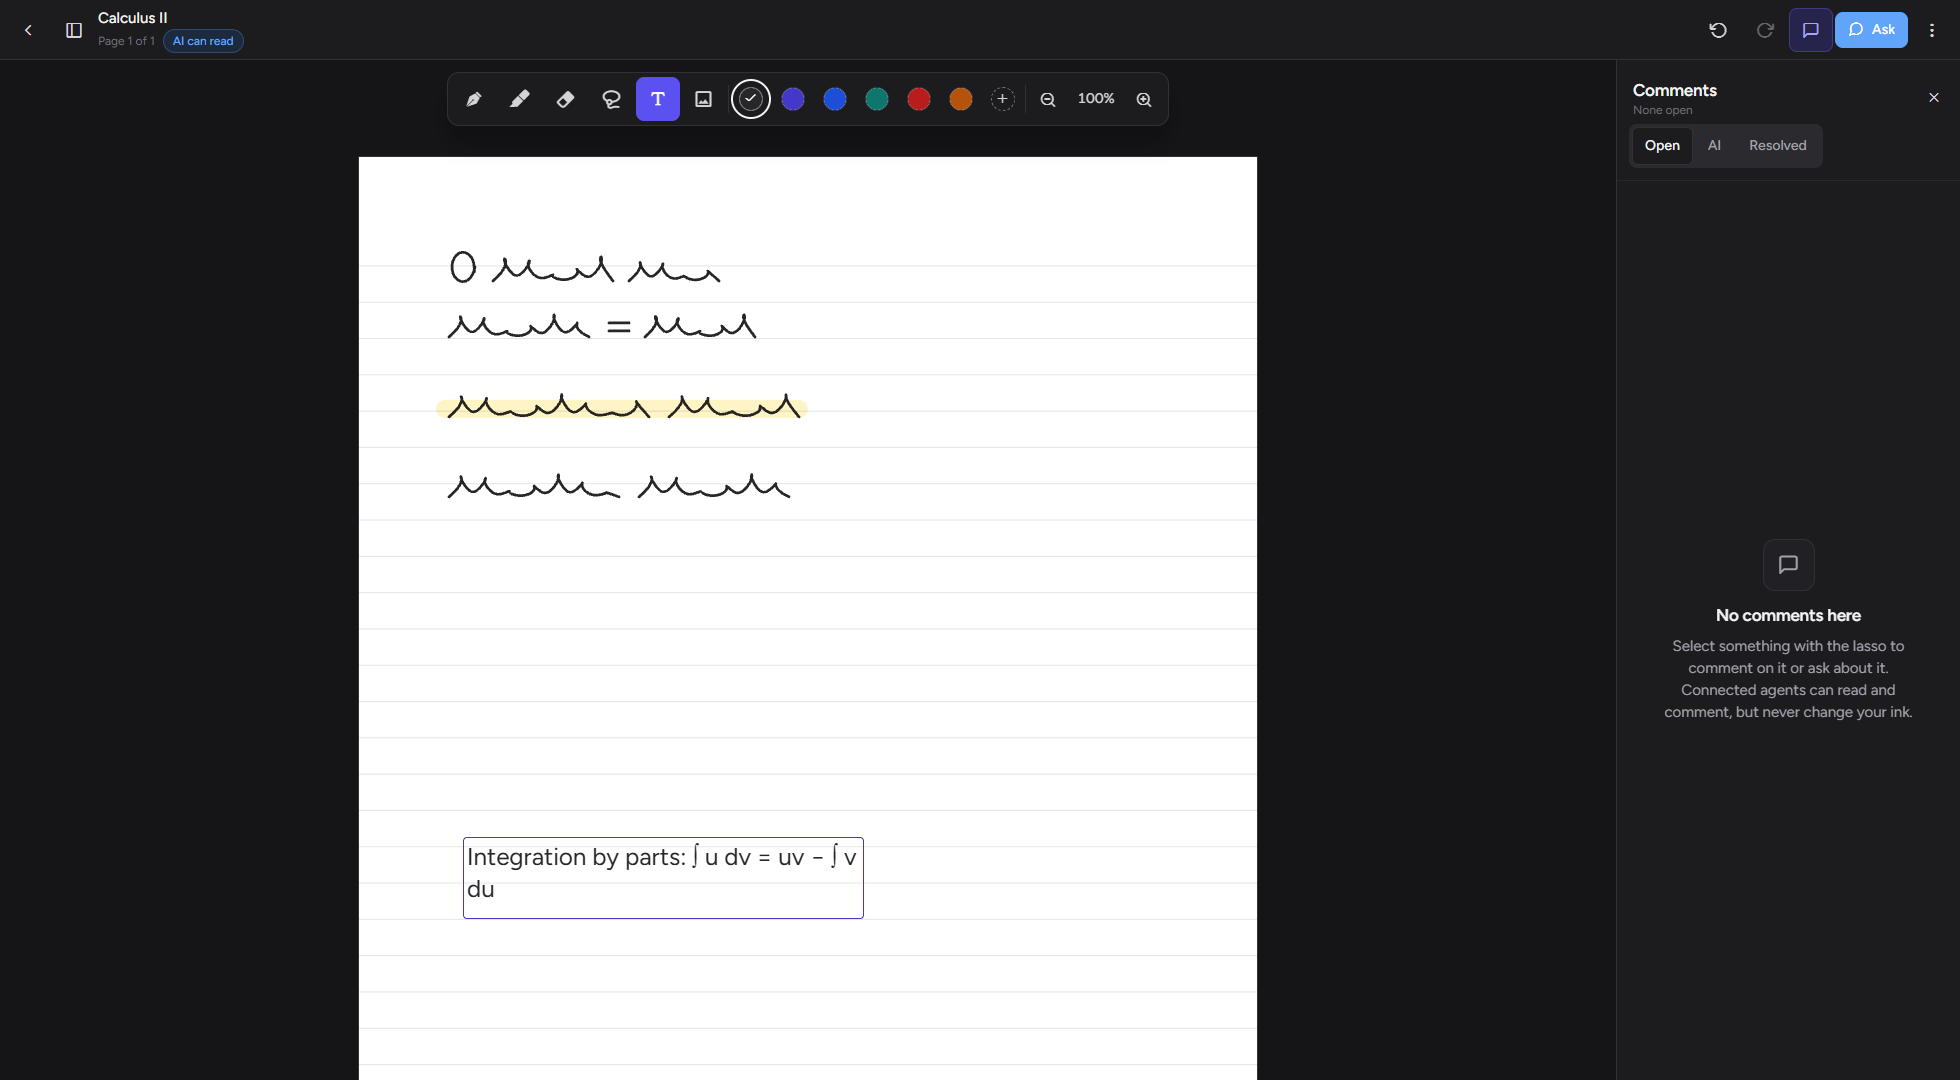 Calculus II
Page 1 of 1 AI can read
Ask
T
100%
Comments
None open
Open AI Resolved
0
=
Integration by parts: ∫ u dv = uv − ∫ v
du
No comments here
Select something with the lasso to
comment on it or ask about it.
Connected agents can read and
comment, but never change your ink.